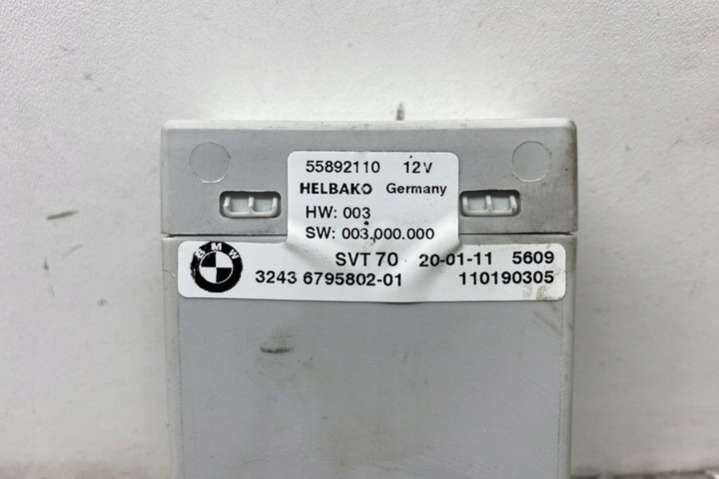 55892110 12V
HELBAKO Germany
HW: 003
SW: 003.000.000
BMW SVT 70 20-01-11 5609
3243 6795802-01 110190305